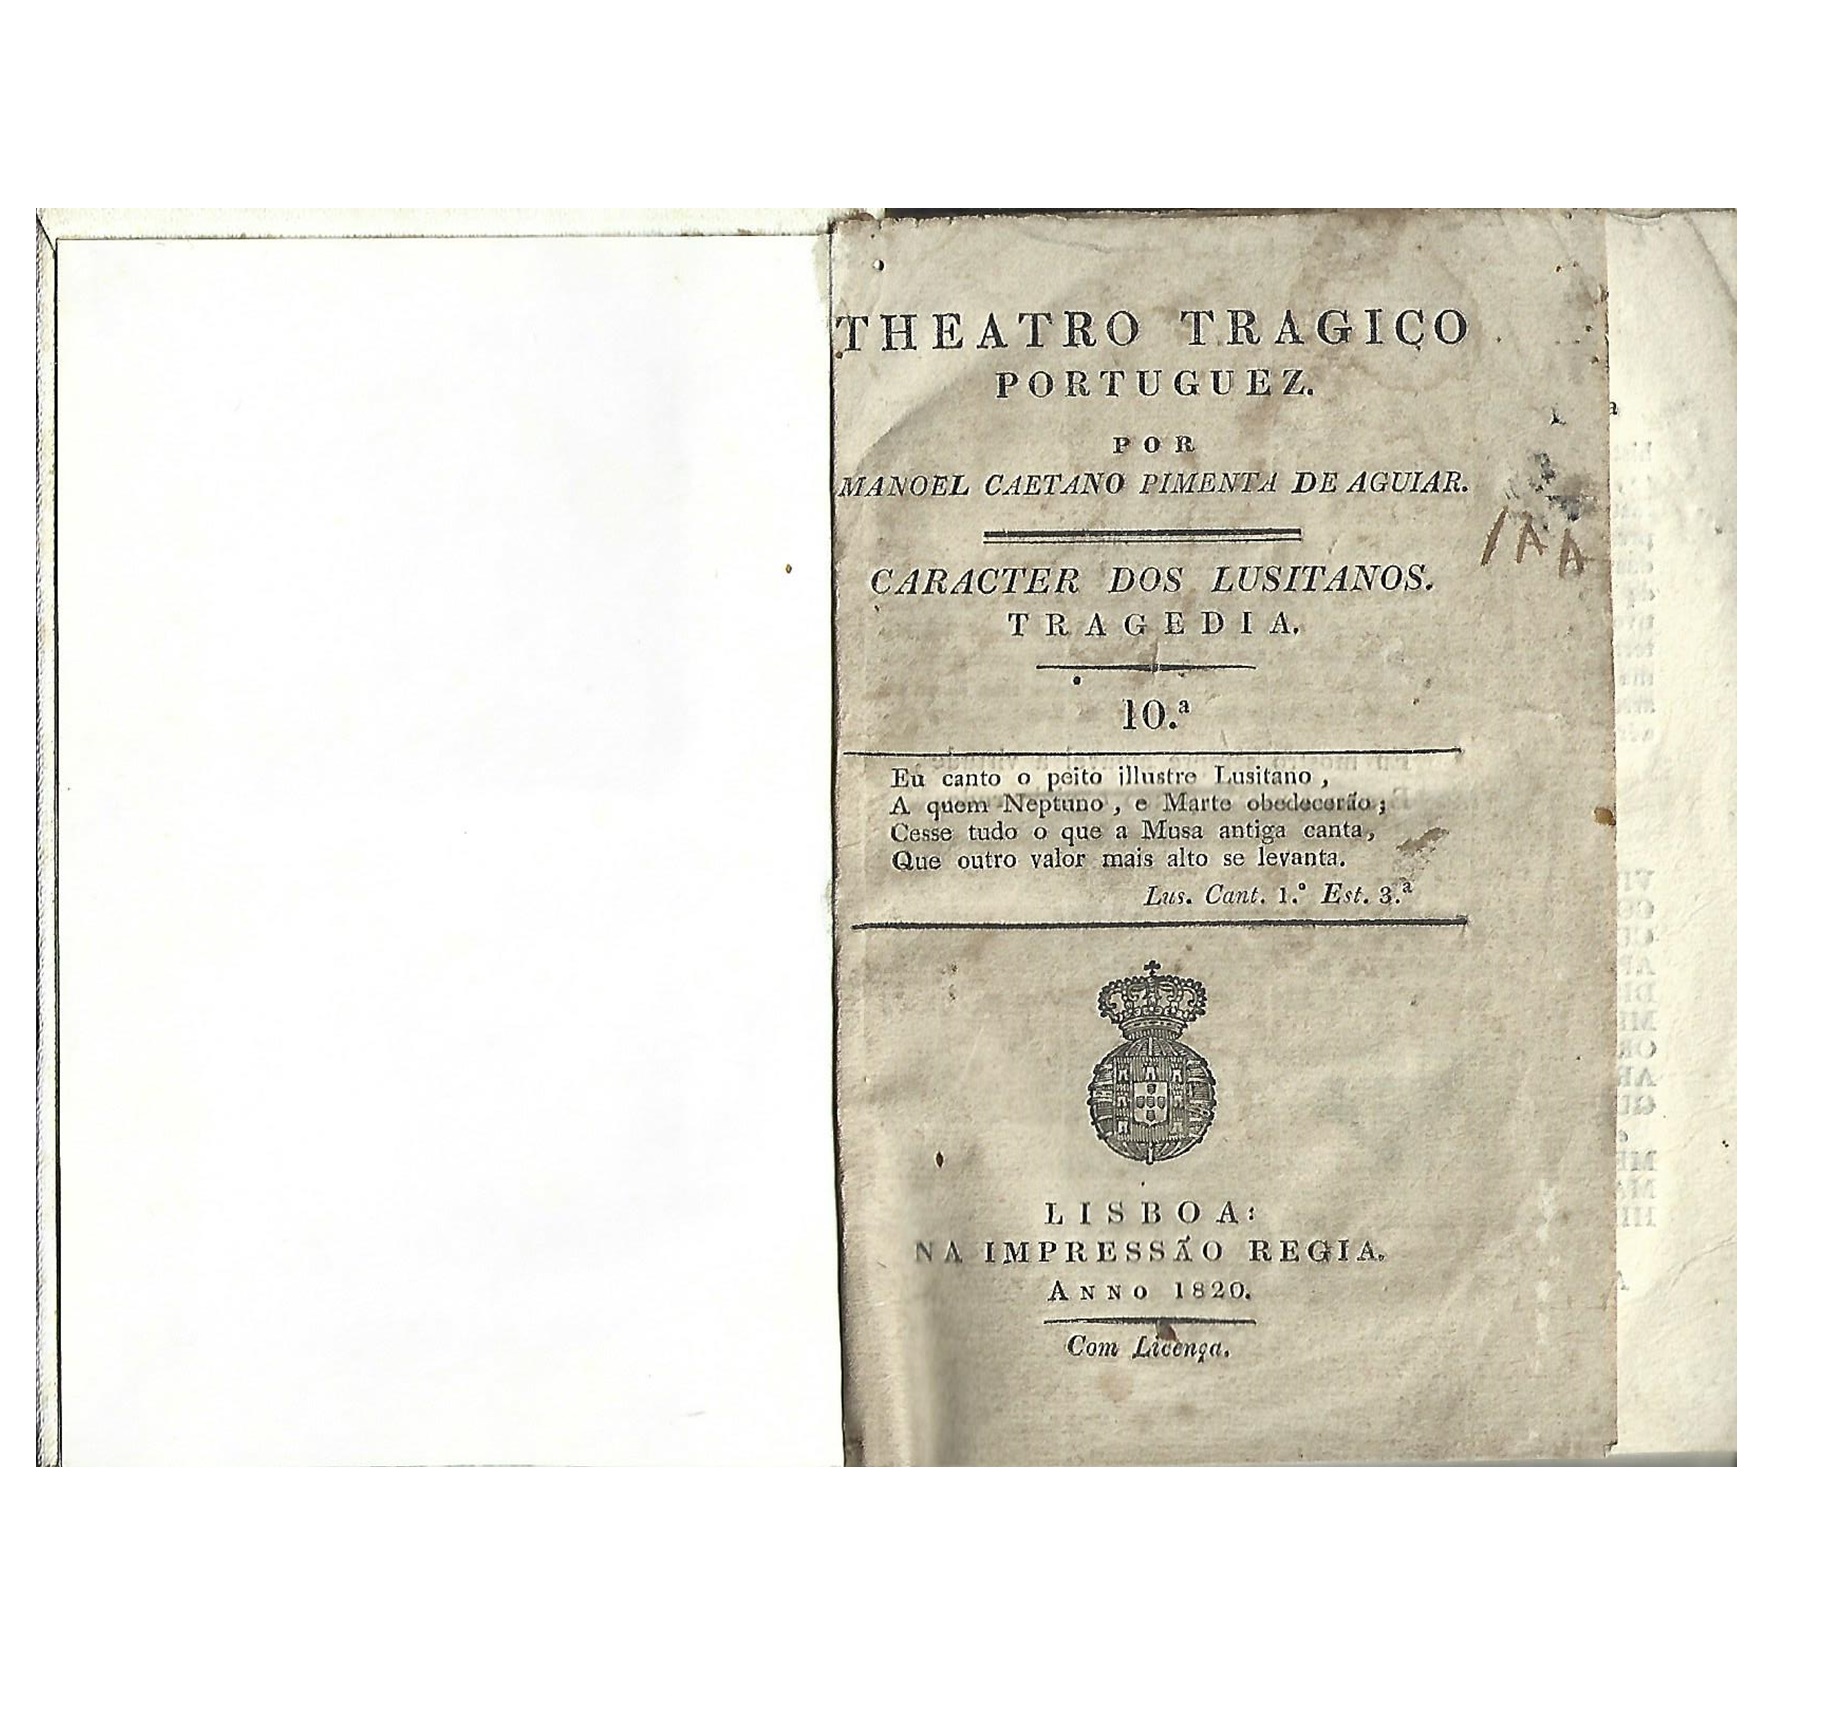 THEATRO TRAGICO
PORTUGUEZ.
POR
MANOEL CAETANO PIMENTA DE AGUIAR.
CARACTER DOS LUSITANOS.
TRAGEDIA.
10.ª
Eu canto o peito illustre Lusitano,
A quem Neptuno, e Marte obedecerão;
Cesse tudo o que a Musa antiga canta,
Que outro valor mais alto se levanta.
Lus. Cant. 1.° Est. 3.ª
LISBOA:
NA IMPRESSÃO REGIA.
ANNO 1820.
Com Licença.